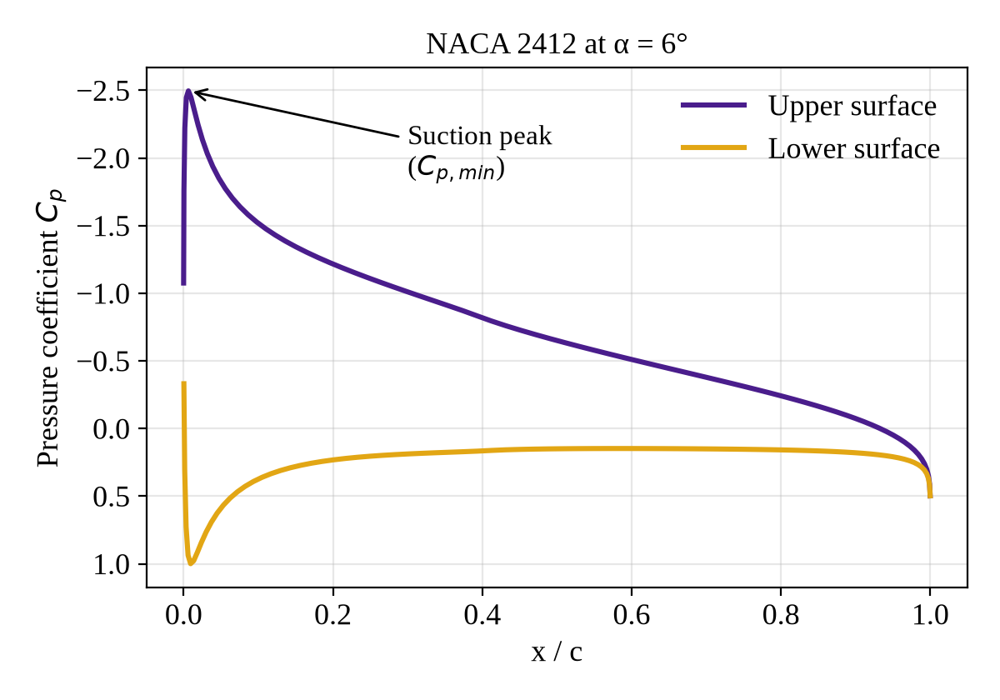 NACA 2412 at α = 6°
Pressure coefficient Cₚ
−2.5
−2.0
−1.5
−1.0
−0.5
0.0
0.5
1.0
Suction peak
(Cₚ,ₘᵢₙ)
Upper surface
Lower surface
0.0 0.2 0.4 0.6 0.8 1.0
x / c